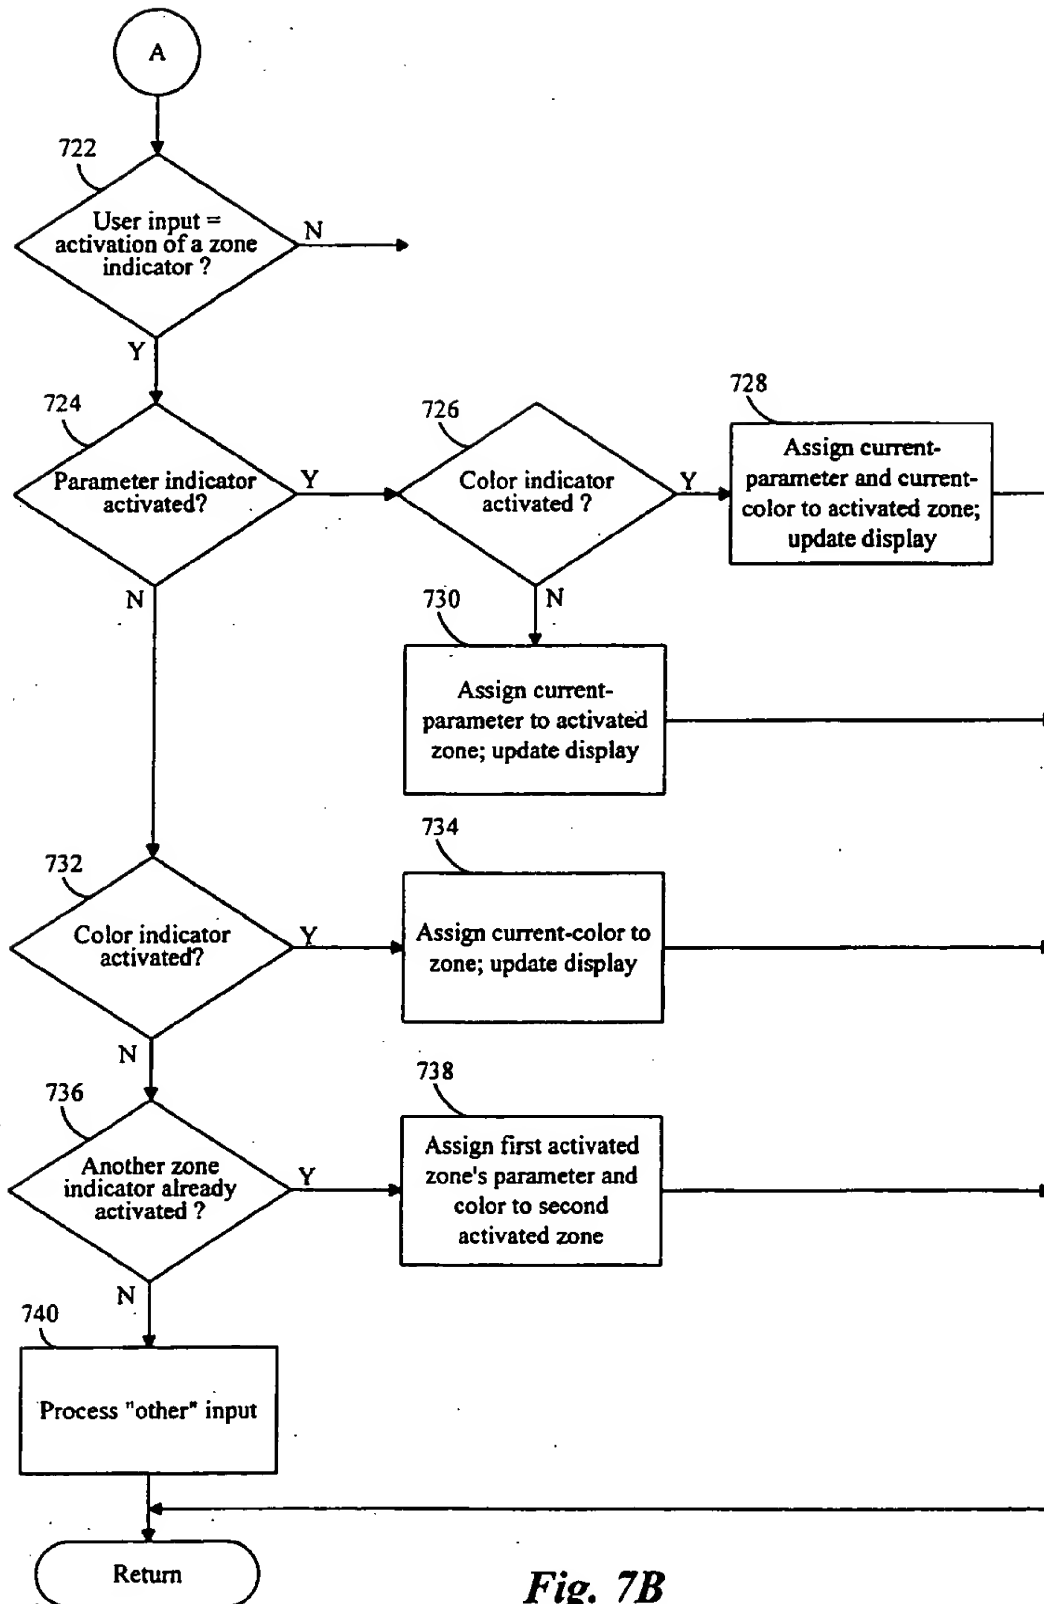 A
722
User input =
activation of a zone
indicator ?
N
Y
724
Parameter indicator
activated?
Y
N
726
Color indicator
activated ?
Y
N
728
Assign current-
parameter and current-
color to activated zone;
update display
730
Assign current-
parameter to activated
zone; update display
732
Color indicator
activated?
Y
N
734
Assign current-color to
zone; update display
736
Another zone
indicator already
activated ?
Y
N
738
Assign first activated
zone's parameter and
color to second
activated zone
740
Process "other" input
Return
Fig. 7B